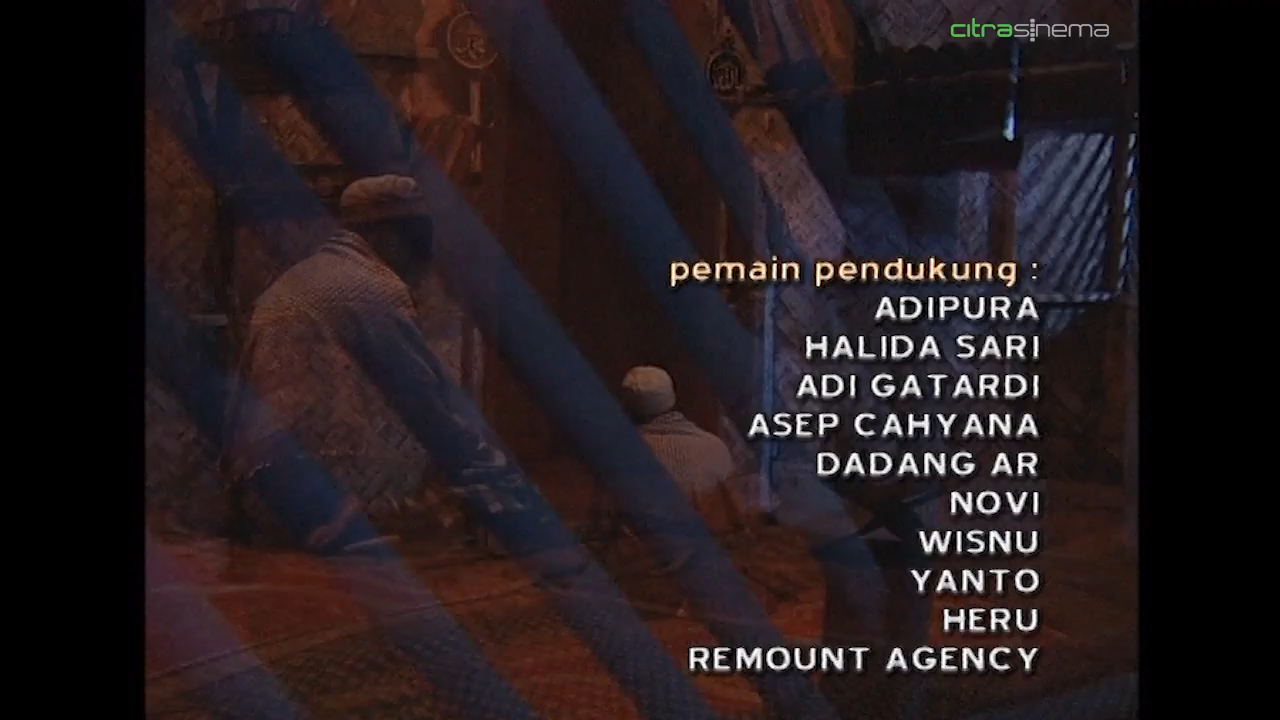 citrasinema
pemain pendukung :
ADIPURA
HALIDA SARI
ADI GATARDI
ASEP CAHYANA
DADANG AR
NOVI
WISNU
YANTO
HERU
REMOUNT AGENCY